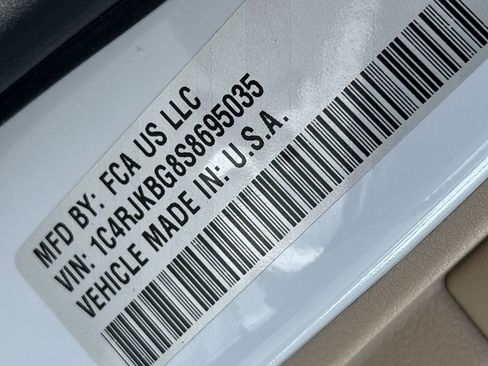 MFD BY: FCA US LLC
VIN: 1C4RJKBG8S8695035
VEHICLE MADE IN: U.S.A.